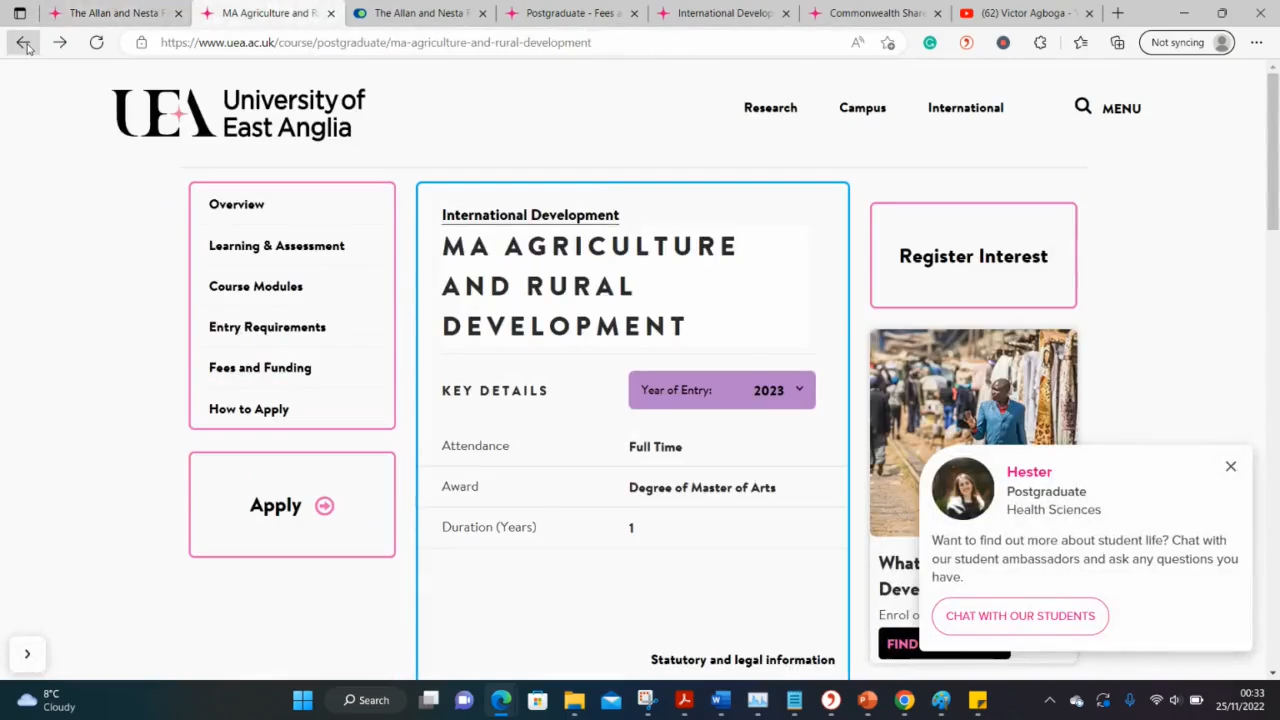 The Allan and Nesta F
MA Agriculture and R
The Allan and Nesta F
Postgraduate - Fees a
International Develop
Commonwealth Share
(62) Victor Agboga - Y
https://www.uea.ac.uk/course/postgraduate/ma-agriculture-and-rural-development
Not syncing
UEA University of
East Anglia
Research
Campus
International
MENU
Overview
Learning & Assessment
Course Modules
Entry Requirements
Fees and Funding
How to Apply
Apply
International Development
MA AGRICULTURE
AND RURAL
DEVELOPMENT
KEY DETAILS
Year of Entry: 2023
Attendance Full Time
Award Degree of Master of Arts
Duration (Years) 1
Statutory and legal information
Register Interest
What
Deve
Enrol o
FIND
Hester
Postgraduate
Health Sciences
Want to find out more about student life? Chat with
our student ambassadors and ask any questions you
have.
CHAT WITH OUR STUDENTS
8°C
Cloudy
Search
00:33
25/11/2022